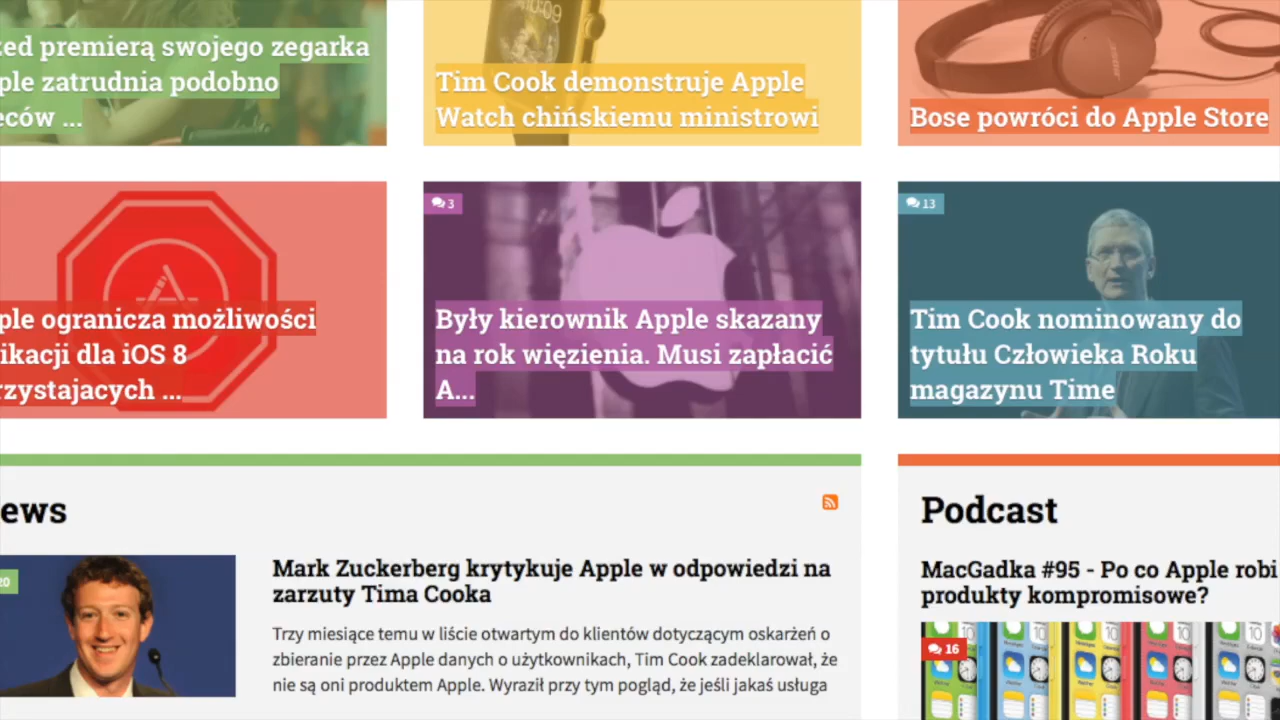 zed premierą swojego zegarka
ple zatrudnia podobno
eców ...
Tim Cook demonstruje Apple
Watch chińskiemu ministrowi
Bose powróci do Apple Store
ple ogranicza możliwości
ikacji dla iOS 8
rzystajacych ...
3
Były kierownik Apple skazany
na rok więzienia. Musi zapłacić
A...
13
Tim Cook nominowany do
tytułu Człowieka Roku
magazynu Time
ews
20
Mark Zuckerberg krytykuje Apple w odpowiedzi na
zarzuty Tima Cooka
Trzy miesiące temu w liście otwartym do klientów dotyczącym oskarżeń o
zbieranie przez Apple danych o użytkownikach, Tim Cook zadeklarował, że
nie są oni produktem Apple. Wyraził przy tym pogląd, że jeśli jakaś usługa
Podcast
MacGadka #95 - Po co Apple robi
produkty kompromisowe?
16